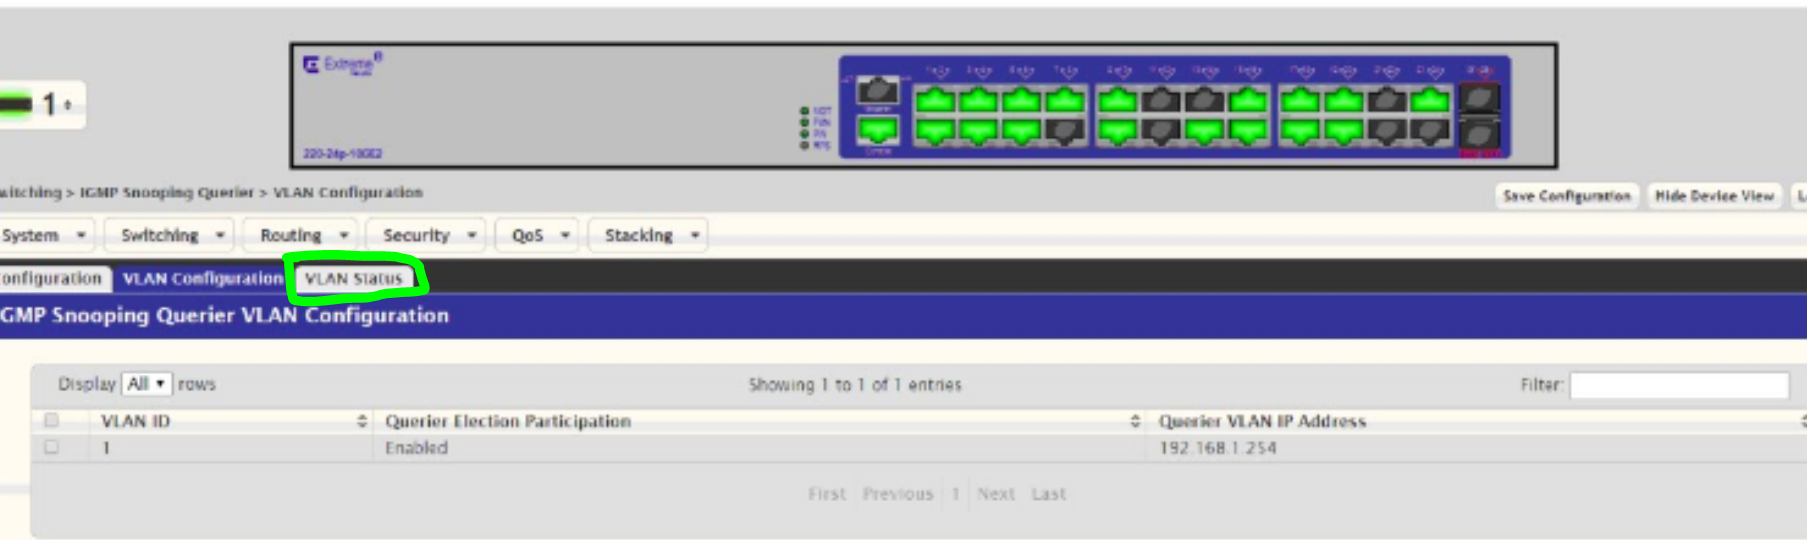 Extreme
1
220-24p-10GE2
witching > IGMP Snooping Querier > VLAN Configuration
Save Configuration Hide Device View
System Switching Routing Security QoS Stacking
onfiguration VLAN Configuration VLAN Status
GMP Snooping Querier VLAN Configuration
Display All rows Showing 1 to 1 of 1 entries Filter:
VLAN ID Querier Election Participation Querier VLAN IP Address
1 Enabled 192.168.1.254
First Previous 1 Next Last